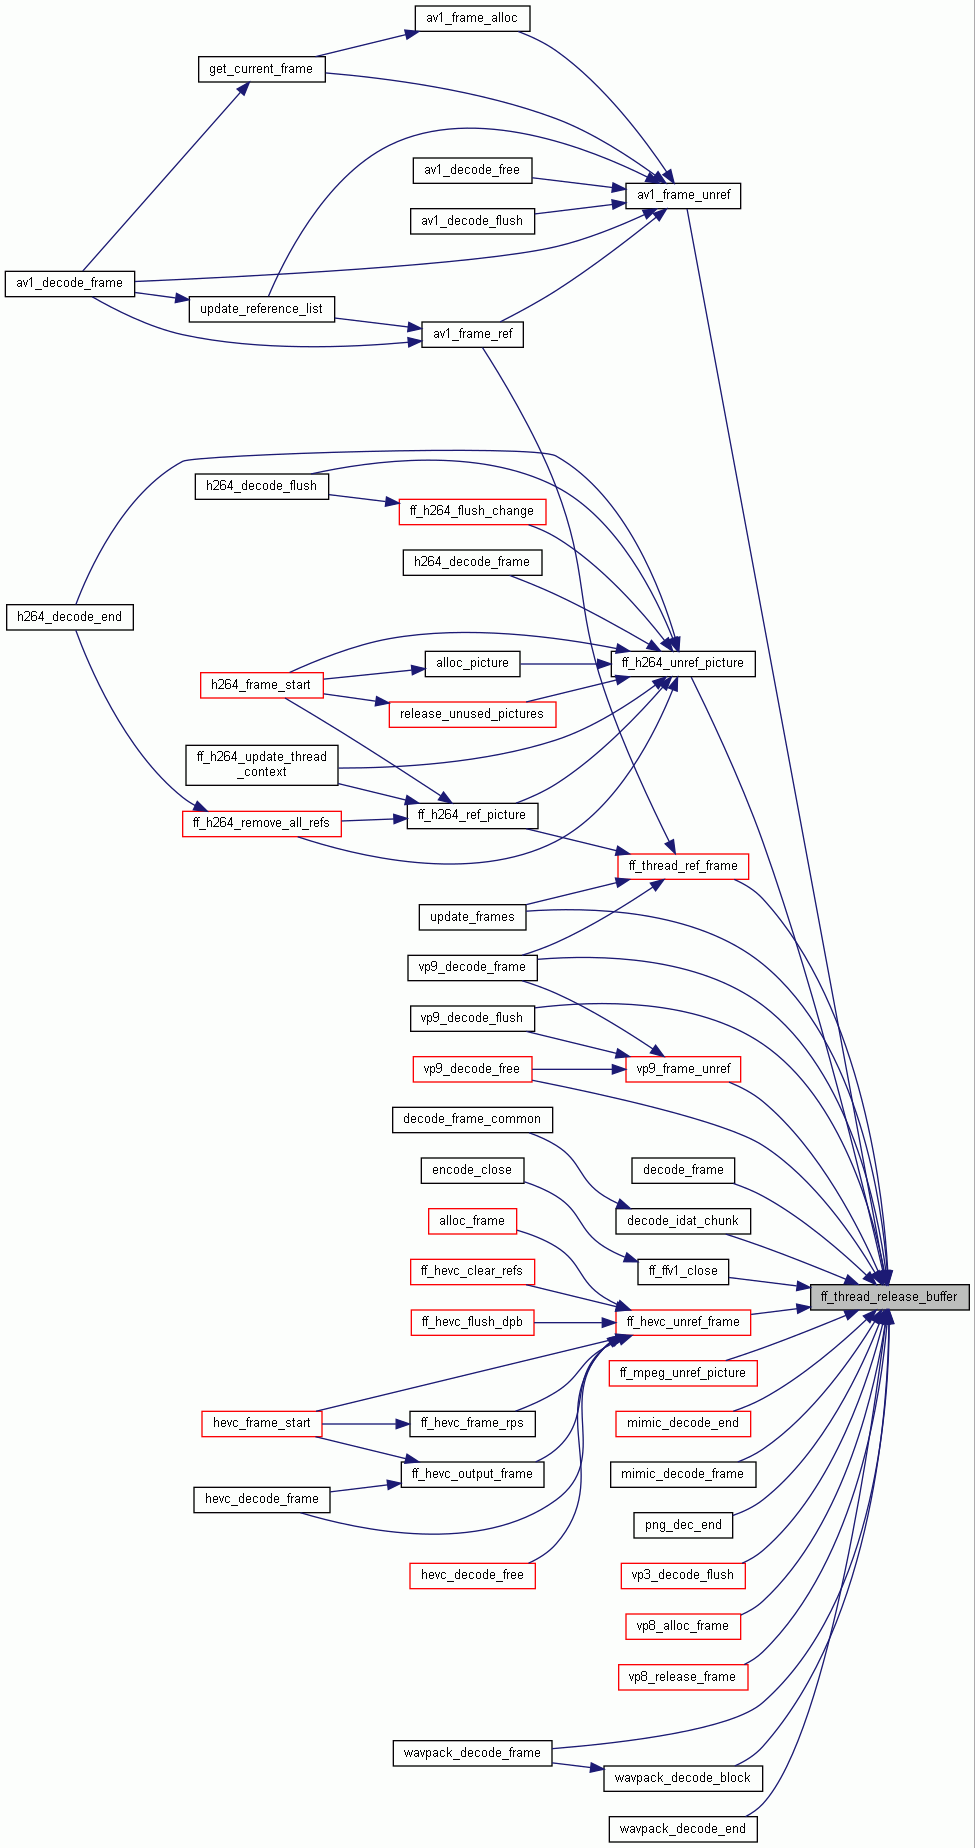 av1_frame_alloc
get_current_frame
av1_decode_free
av1_frame_unref
av1_decode_flush
av1_decode_frame
update_reference_list
av1_frame_ref
h264_decode_flush
ff_h264_flush_change
h264_decode_frame
h264_decode_end
ff_h264_unref_picture
alloc_picture
h264_frame_start
release_unused_pictures
ff_h264_update_thread
_context
ff_h264_ref_picture
ff_h264_remove_all_refs
ff_thread_ref_frame
update_frames
vp9_decode_frame
vp9_decode_flush
vp9_decode_free
vp9_frame_unref
decode_frame_common
encode_close
decode_frame
alloc_frame
decode_idat_chunk
ff_hevc_clear_refs
ff_ffv1_close
ff_thread_release_buffer
ff_hevc_flush_dpb
ff_hevc_unref_frame
ff_mpeg_unref_picture
hevc_frame_start
ff_hevc_frame_rps
mimic_decode_end
ff_hevc_output_frame
mimic_decode_frame
hevc_decode_frame
png_dec_end
hevc_decode_free
vp3_decode_flush
vp8_alloc_frame
vp8_release_frame
wavpack_decode_frame
wavpack_decode_block
wavpack_decode_end